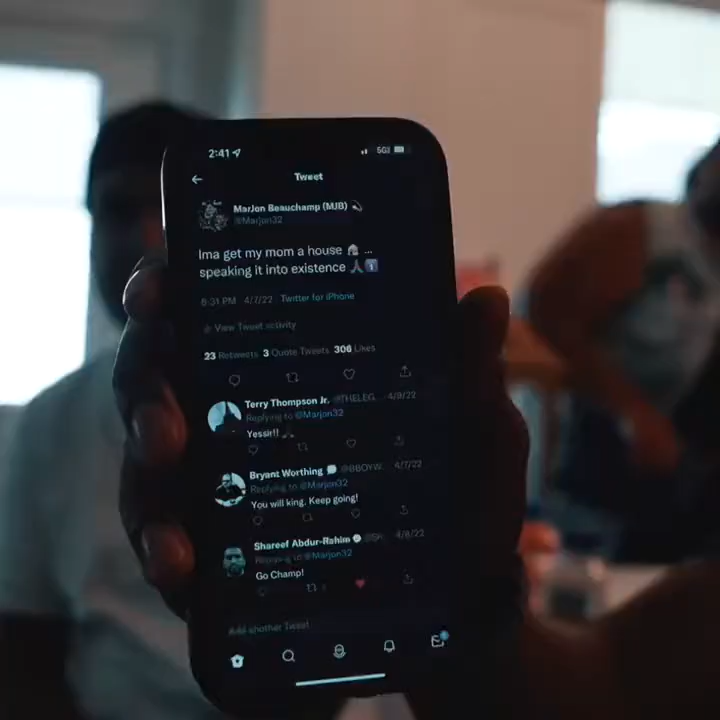 2:41 5G
Tweet
MarJon Beauchamp (MJB)
@Marjon32
Ima get my mom a house 🏠 ...
speaking it into existence 🙏🏾1️⃣
6:31 PM 4/7/22 Twitter for iPhone
View Tweet activity
23 Retweets 3 Quote Tweets 306 Likes
Terry Thompson Jr. @THELEG... 4/9/22
Replying to @Marjon32
Yessir!! 🙏🏾
Bryant Worthing 💬 @BBOYW... 4/7/22
Replying to @Marjon32
You will king. Keep going!
Shareef Abdur-Rahim 4/8/22
Replying to @Marjon32
Go Champ!
Add another Tweet